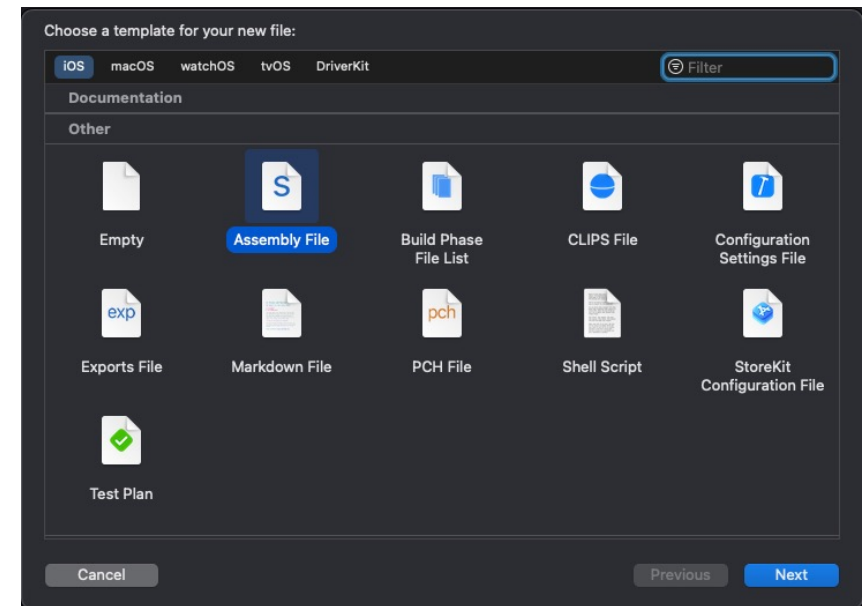 Choose a template for your new file:
iOS macOS watchOS tvOS DriverKit Filter
Documentation
Other
S
Empty Assembly File Build Phase File List CLIPS File Configuration Settings File
exp pch
Exports File Markdown File PCH File Shell Script StoreKit Configuration File
Test Plan
Cancel Previous Next